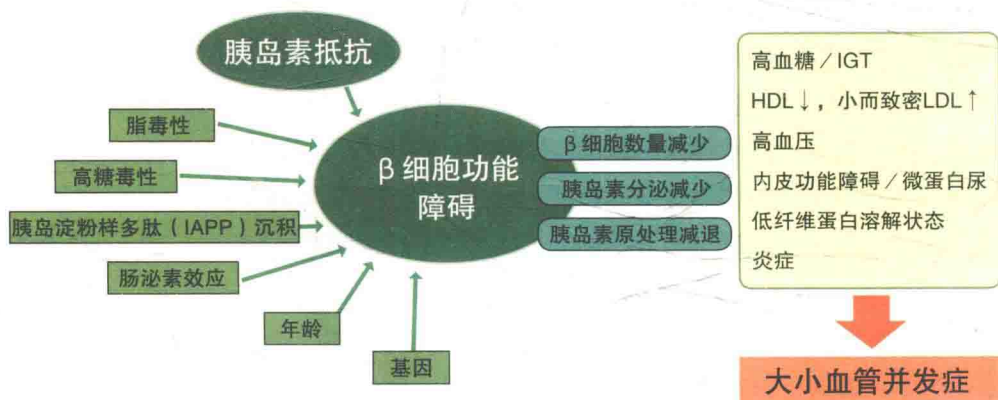 胰岛素抵抗
脂毒性
高糖毒性
胰岛淀粉样多肽（IAPP）沉积
肠泌素效应
年龄
基因
β细胞功能
障碍
β细胞数量减少
胰岛素分泌减少
胰岛素原处理减退
高血糖/IGT
HDL↓，小而致密LDL↑
高血压
内皮功能障碍/微蛋白尿
低纤维蛋白溶解状态
炎症
大小血管并发症